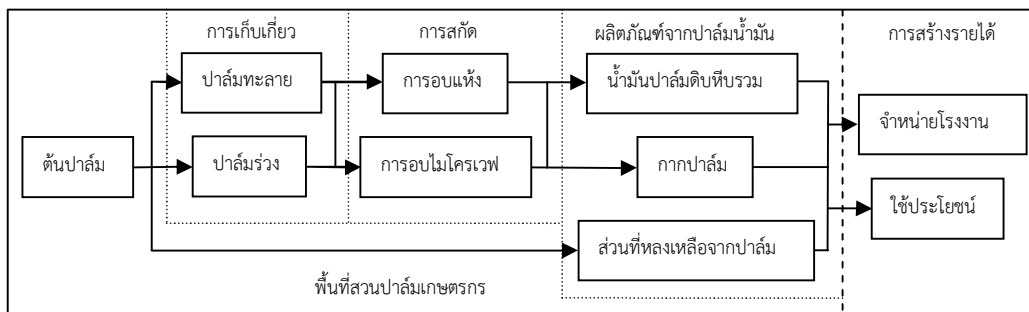 การเก็บเกี่ยว
การสกัด
ผลิตภัณฑ์จากปาล์มน้ำมัน
การสร้างรายได้
ปาล์มทะลาย
การอบแห้ง
น้ำมันปาล์มดิบหีบรวม
จำหน่ายโรงงาน
ต้นปาล์ม
ปาล์มร่วง
การอบไมโครเวฟ
กากปาล์ม
ใช้ประโยชน์
ส่วนที่หลงเหลือจากปาล์ม
พื้นที่สวนปาล์มเกษตรกร